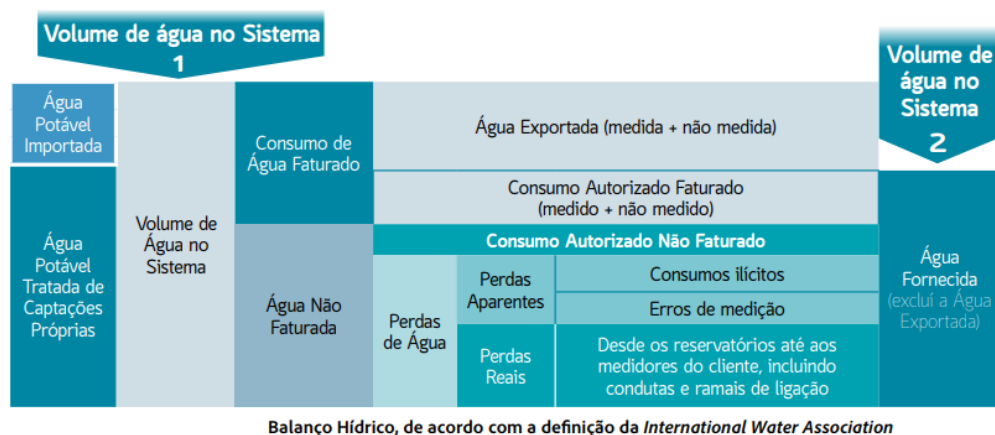 Volume de água no Sistema
1
Volume de
água no
Sistema
2
Água
Potável
Importada
Água
Potável
Tratada de
Captações
Próprias
Volume de
Água no
Sistema
Consumo de
Água Faturado
Água Não
Faturada
Água Exportada (medida + não medida)
Consumo Autorizado Faturado
(medido + não medido)
Consumo Autorizado Não Faturado
Perdas
de Água
Perdas
Aparentes
Consumos ilícitos
Erros de medição
Perdas
Reais
Desde os reservatórios até aos
medidores do cliente, incluindo
condutas e ramais de ligação
Água
Fornecida
(excluí a Água
Exportada)
Balanço Hídrico, de acordo com a definição da International Water Association